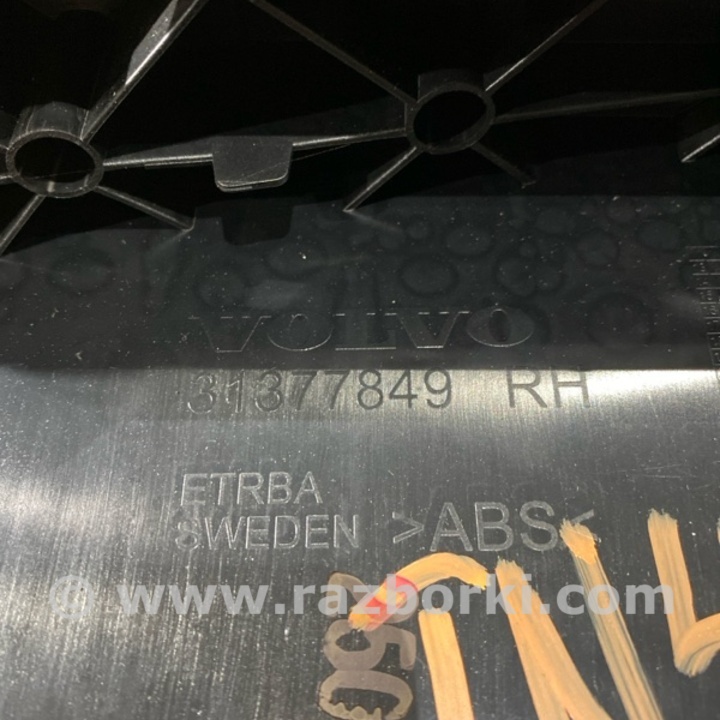 VOLVO
31377849 RH
ETRBA
SWEDEN >ABS<
© www.razborki.com